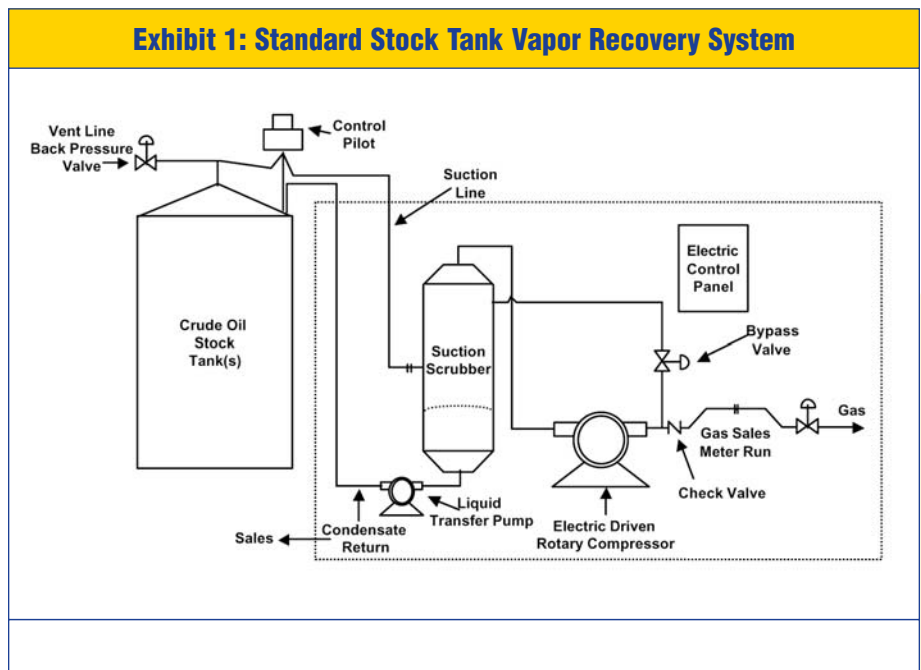 Exhibit 1: Standard Stock Tank Vapor Recovery System
Vent Line
Back Pressure
Valve
Control
Pilot
Suction
Line
Electric
Control
Panel
Crude Oil
Stock
Tank(s)
Suction
Scrubber
Bypass
Valve
Gas
Gas Sales
Meter Run
Check Valve
Liquid
Transfer Pump
Electric Driven
Rotary Compressor
Sales
Condensate
Return